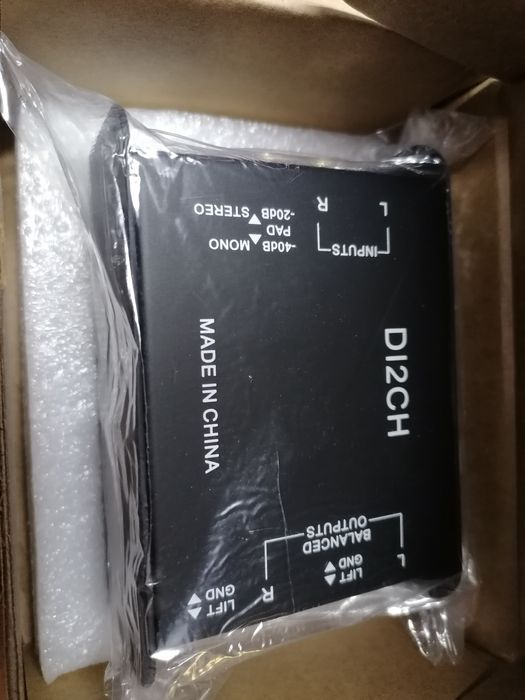 DI2CH
MADE IN CHINA
INPUTS
L
R
-40dB MONO
PAD
-20dB STEREO
BALANCED
OUTPUTS
L
LIFT
GND
R
LIFT
GND